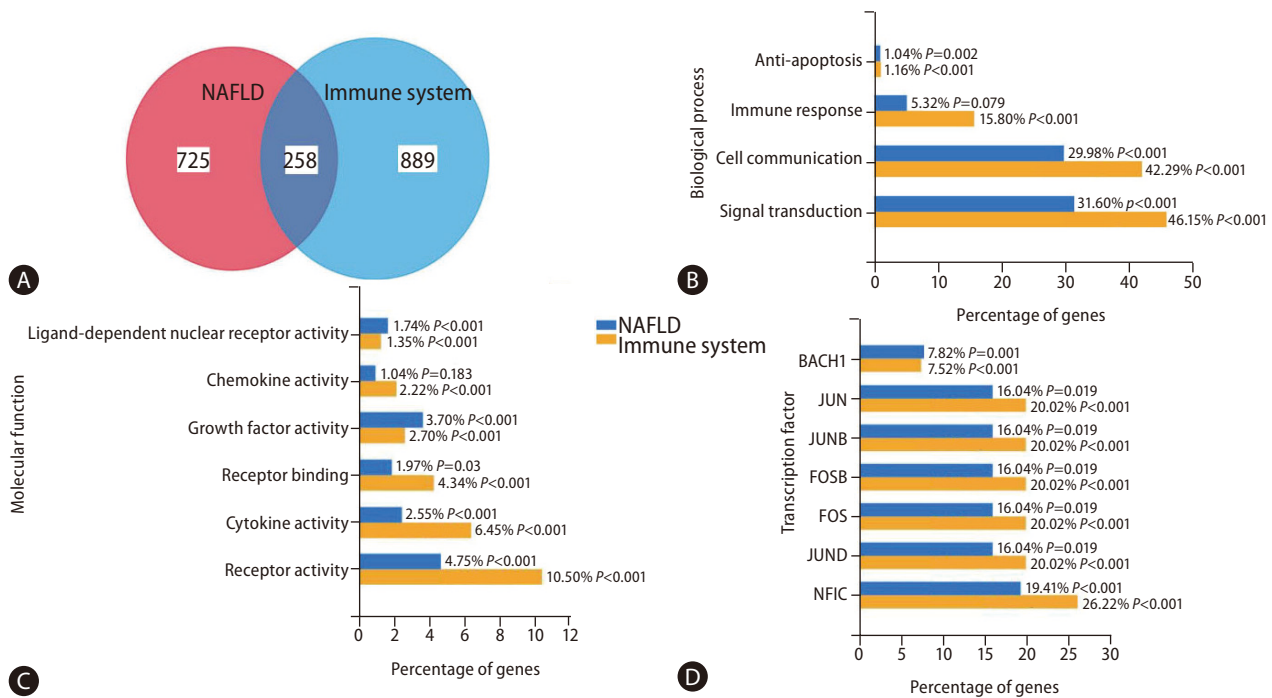 NAFLD
Immune system
725
258
889
A
Biological process
Anti-apoptosis
1.04% P=0.002
1.16% P<0.001
Immune response
5.32% P=0.079
15.80% P<0.001
Cell communication
29.98% P<0.001
42.29% P<0.001
Signal transduction
31.60% p<0.001
46.15% P<0.001
0 10 20 30 40 50
Percentage of genes
B
Molecular function
Ligand-dependent nuclear receptor activity
1.74% P<0.001
1.35% P<0.001
Chemokine activity
1.04% P=0.183
2.22% P<0.001
Growth factor activity
3.70% P<0.001
2.70% P<0.001
Receptor binding
1.97% P=0.03
4.34% P<0.001
Cytokine activity
2.55% P<0.001
6.45% P<0.001
Receptor activity
4.75% P<0.001
10.50% P<0.001
0 2 4 6 8 10 12
Percentage of genes
C
NAFLD
Immune system
Transcription factor
BACH1
7.82% P=0.001
7.52% P<0.001
JUN
16.04% P=0.019
20.02% P<0.001
JUNB
16.04% P=0.019
20.02% P<0.001
FOSB
16.04% P=0.019
20.02% P<0.001
FOS
16.04% P=0.019
20.02% P<0.001
JUND
16.04% P=0.019
20.02% P<0.001
NFIC
19.41% P<0.001
26.22% P<0.001
0 5 10 15 20 25 30
Percentage of genes
D